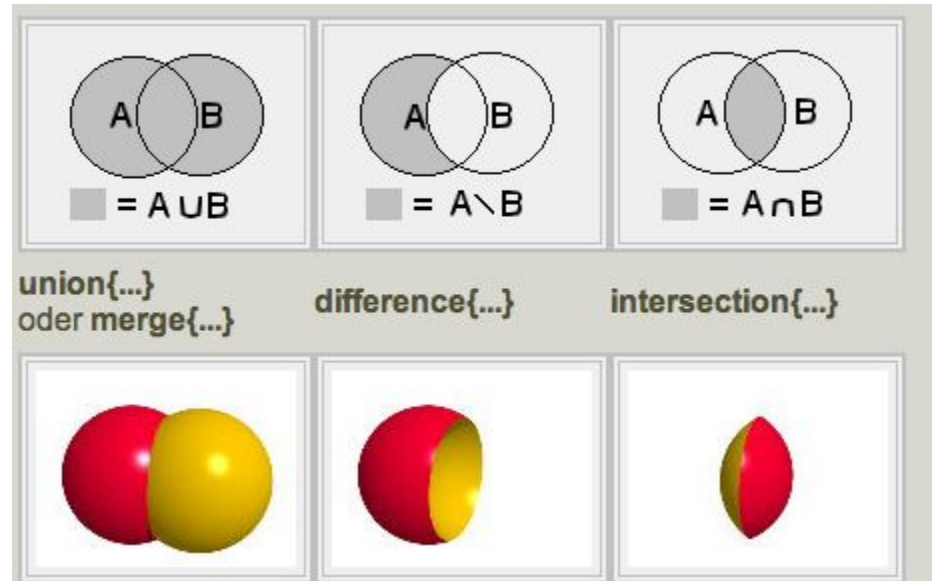 A B
= A ∪ B
A B
= A \ B
A B
= A ∩ B
union{...}
oder merge{...}
difference{...}
intersection{...}